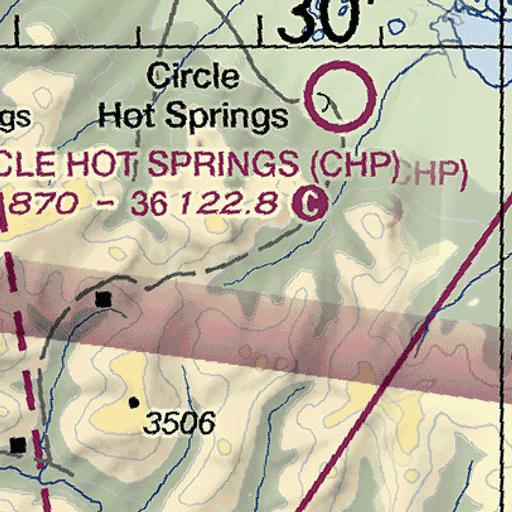 30'
Circle
Hot Springs
gs
CLE HOT SPRINGS (CHP)
CHP)
870 - 36 122.8 C
3506